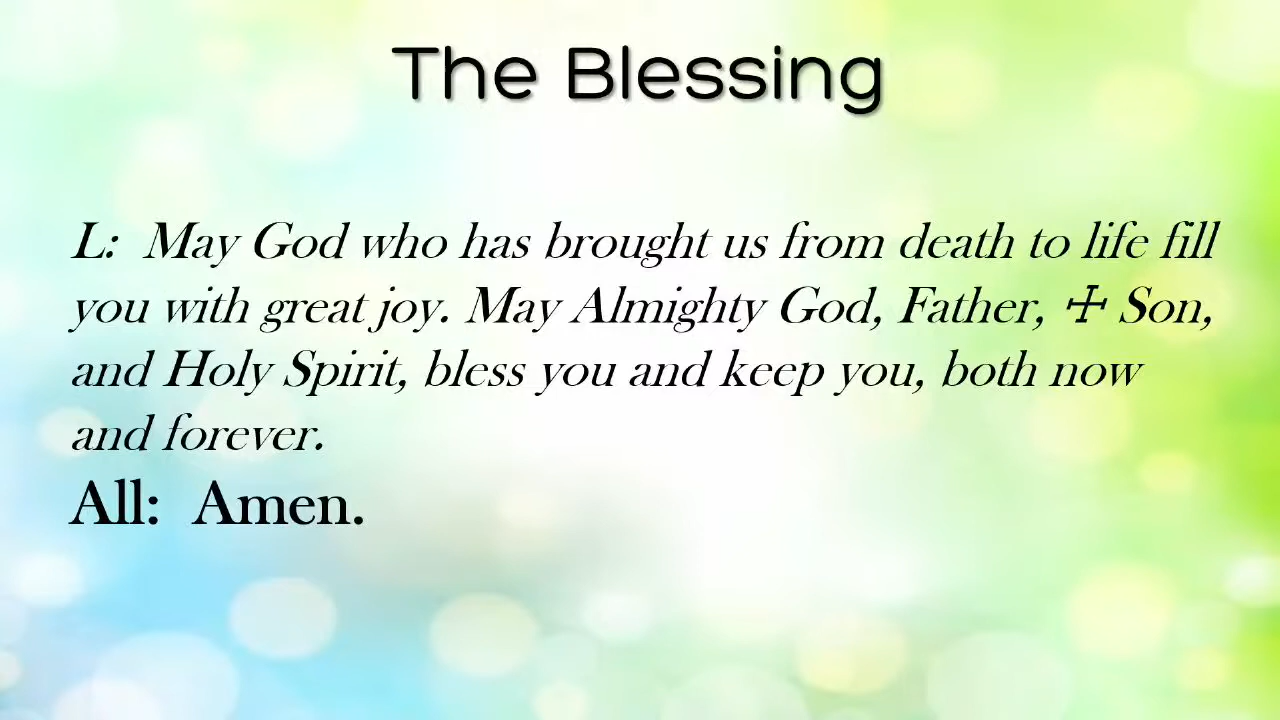 The Blessing
L:  May God who has brought us from death to life fill
you with great joy. May Almighty God, Father, ☩ Son,
and Holy Spirit, bless you and keep you, both now
and forever.
All:  Amen.